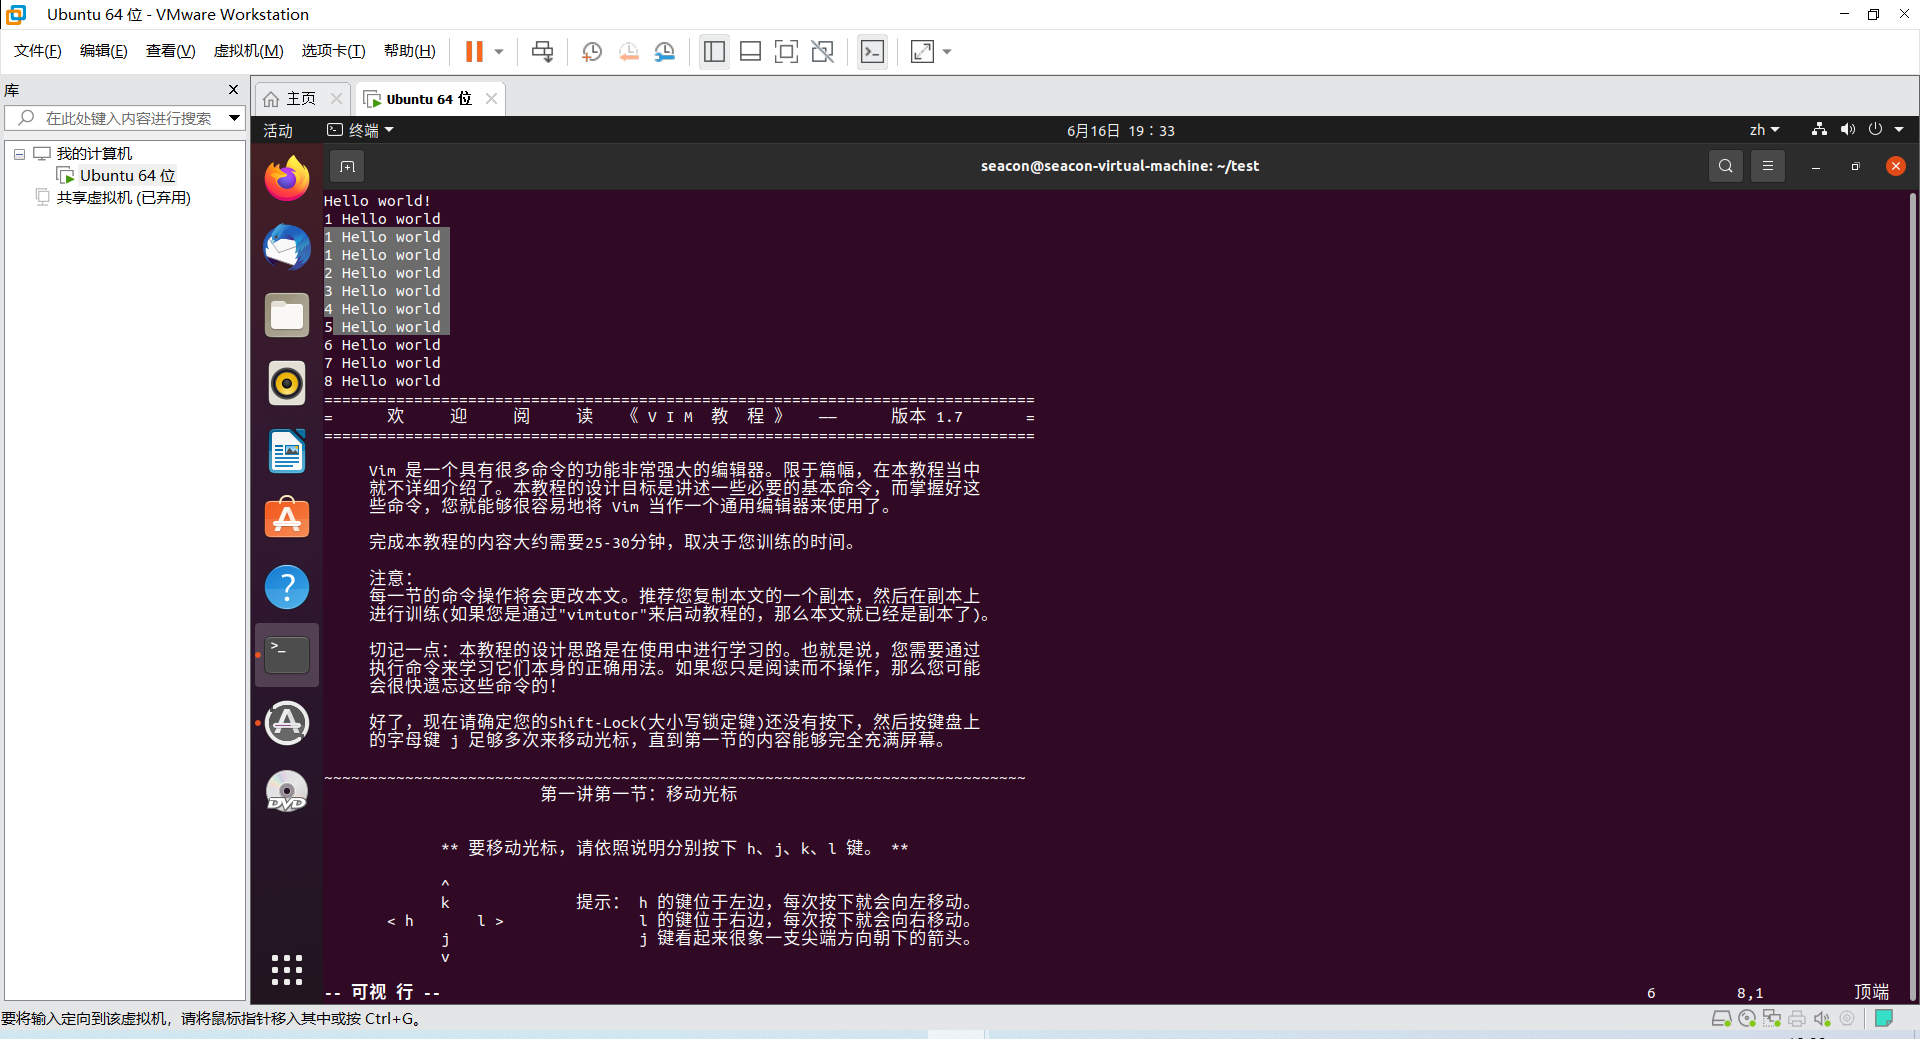 Ubuntu 64 位 - VMware Workstation
文件(F) 编辑(E) 查看(V) 虚拟机(M) 选项卡(T) 帮助(H)
库
在此处键入内容进行搜索
我的计算机
Ubuntu 64 位
共享虚拟机 (已弃用)
主页 Ubuntu 64 位
活动 终端 6月16日 19：33 zh
seacon@seacon-virtual-machine: ~/test
Hello world!
1 Hello world
1 Hello world
1 Hello world
2 Hello world
3 Hello world
4 Hello world
5 Hello world
6 Hello world
7 Hello world
8 Hello world
===============================================================================
=      欢     迎     阅     读   《 V I M  教  程 》   ——      版本 1.7       =
===============================================================================
Vim 是一个具有很多命令的功能非常强大的编辑器。限于篇幅，在本教程当中
就不详细介绍了。本教程的设计目标是讲述一些必要的基本命令，而掌握好这
些命令，您就能够很容易地将 Vim 当作一个通用编辑器来使用了。
完成本教程的内容大约需要25-30分钟，取决于您训练的时间。
注意：
每一节的命令操作将会更改本文。推荐您复制本文的一个副本，然后在副本上
进行训练(如果您是通过"vimtutor"来启动教程的，那么本文就已经是副本了)。
切记一点：本教程的设计思路是在使用中进行学习的。也就是说，您需要通过
执行命令来学习它们本身的正确用法。如果您只是阅读而不操作，那么您可能
会很快遗忘这些命令的！
好了，现在请确定您的Shift-Lock(大小写锁定键)还没有按下，然后按键盘上
的字母键 j 足够多次来移动光标，直到第一节的内容能够完全充满屏幕。
~~~~~~~~~~~~~~~~~~~~~~~~~~~~~~~~~~~~~~~~~~~~~~~~~~~~~~~~~~~~~~~~~~~~~~~~~~~~~~
第一讲第一节：移动光标
** 要移动光标，请依照说明分别按下 h、j、k、l 键。 **
^
k 提示： h 的键位于左边，每次按下就会向左移动。
< h l > l 的键位于右边，每次按下就会向右移动。
j j 键看起来很象一支尖端方向朝下的箭头。
v
-- 可视 行 -- 6 8,1 顶端
DVD
要将输入定向到该虚拟机，请将鼠标指针移入其中或按 Ctrl+G。